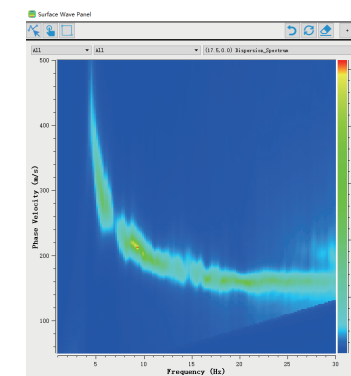 Surface Wave Panel
All All (17.5,0.0) Dispersion_Spectrum
500
400
300
200
100
Phase Velocity (m/s)
5 10 15 20 25 30
Frequency (Hz)